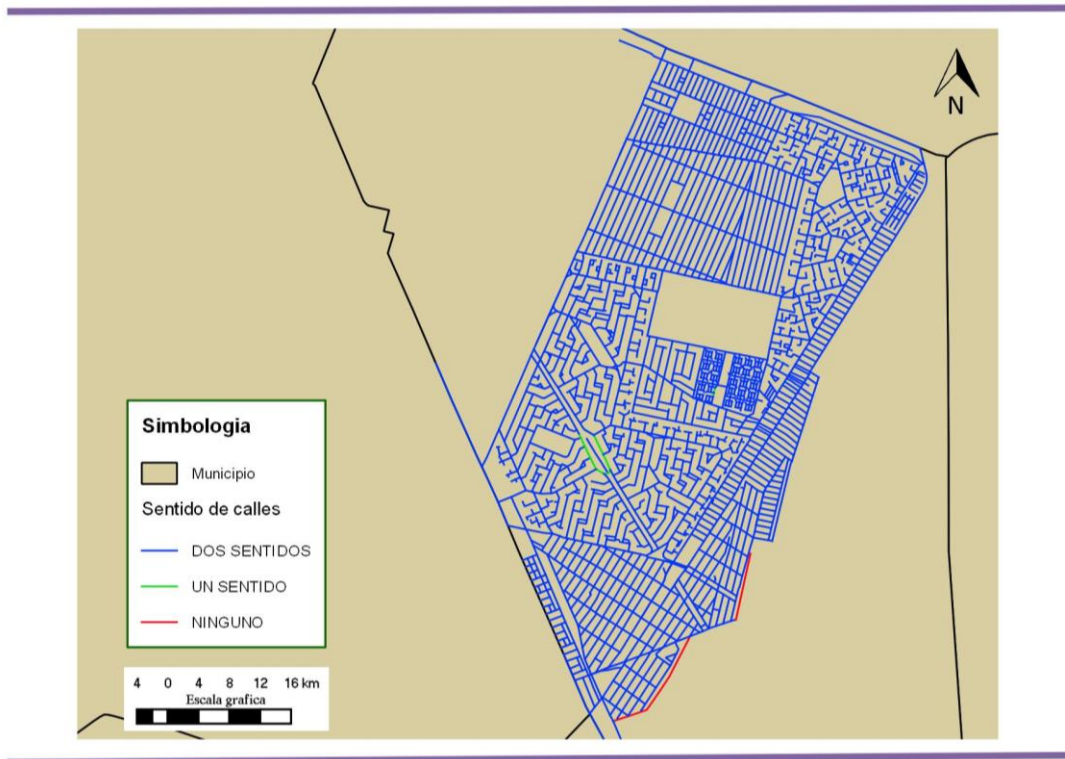 N
Simbologia
Municipio
Sentido de calles
DOS SENTIDOS
UN SENTIDO
NINGUNO
4 0 4 8 12 16 km
Escala grafica